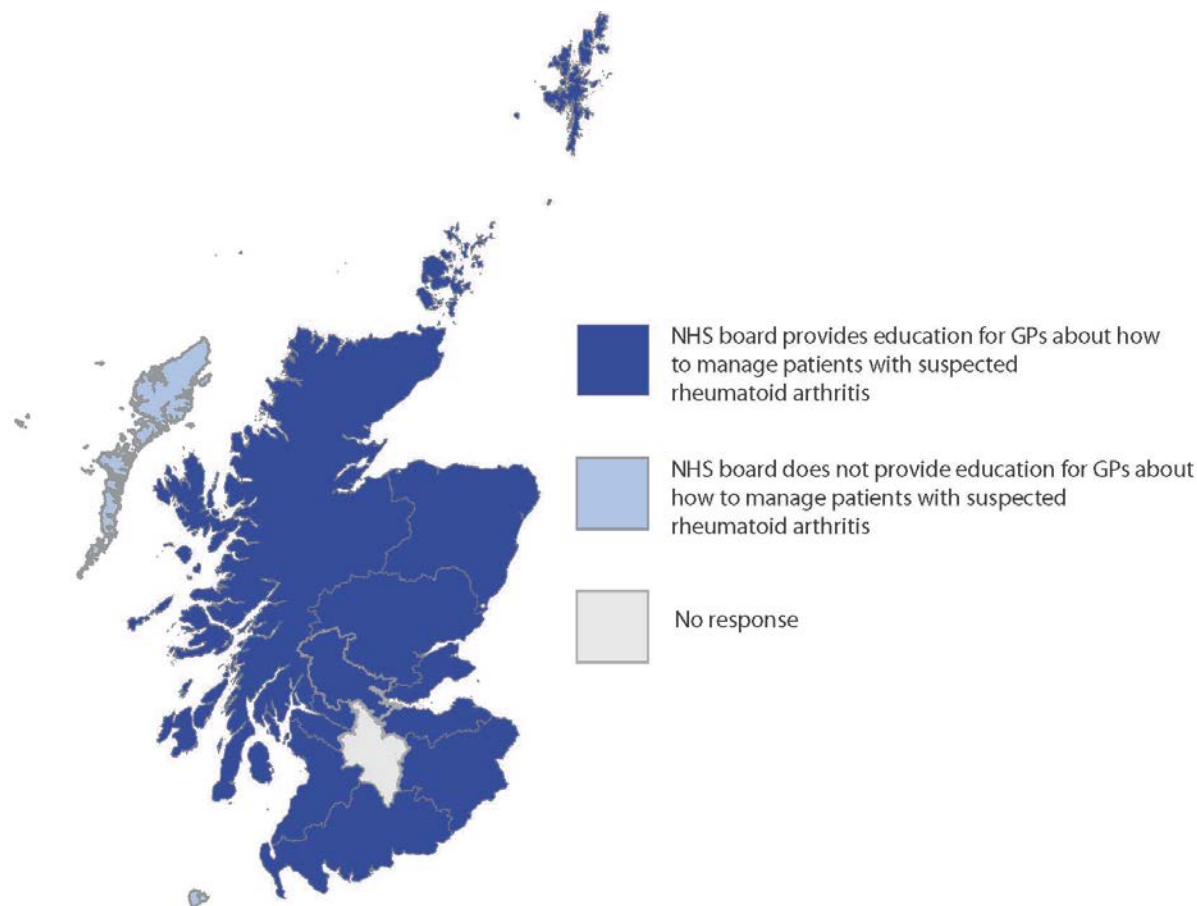 NHS board provides education for GPs about how
to manage patients with suspected
rheumatoid arthritis
NHS board does not provide education for GPs about
how to manage patients with suspected
rheumatoid arthritis
No response